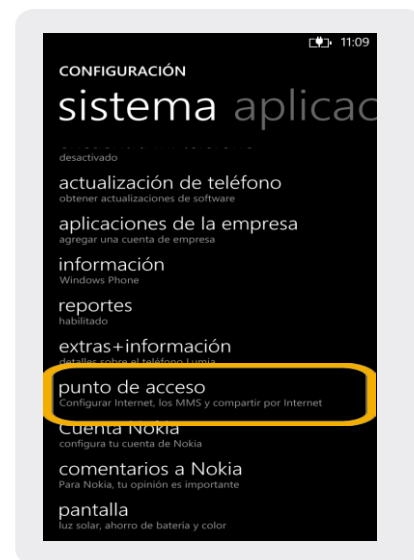 11:09
CONFIGURACIÓN
sistema aplicac
desactivado
actualización de teléfono
obtener actualizaciones de software
aplicaciones de la empresa
agregar una cuenta de empresa
información
Windows Phone
reportes
habilitado
extras+información
detalles sobre el teléfono Lumia
punto de acceso
Configurar Internet, los MMS y compartir por Internet
Cuenta Nokia
configura tu cuenta de Nokia
comentarios a Nokia
Para Nokia, tu opinión es importante
pantalla
luz solar, ahorro de batería y color